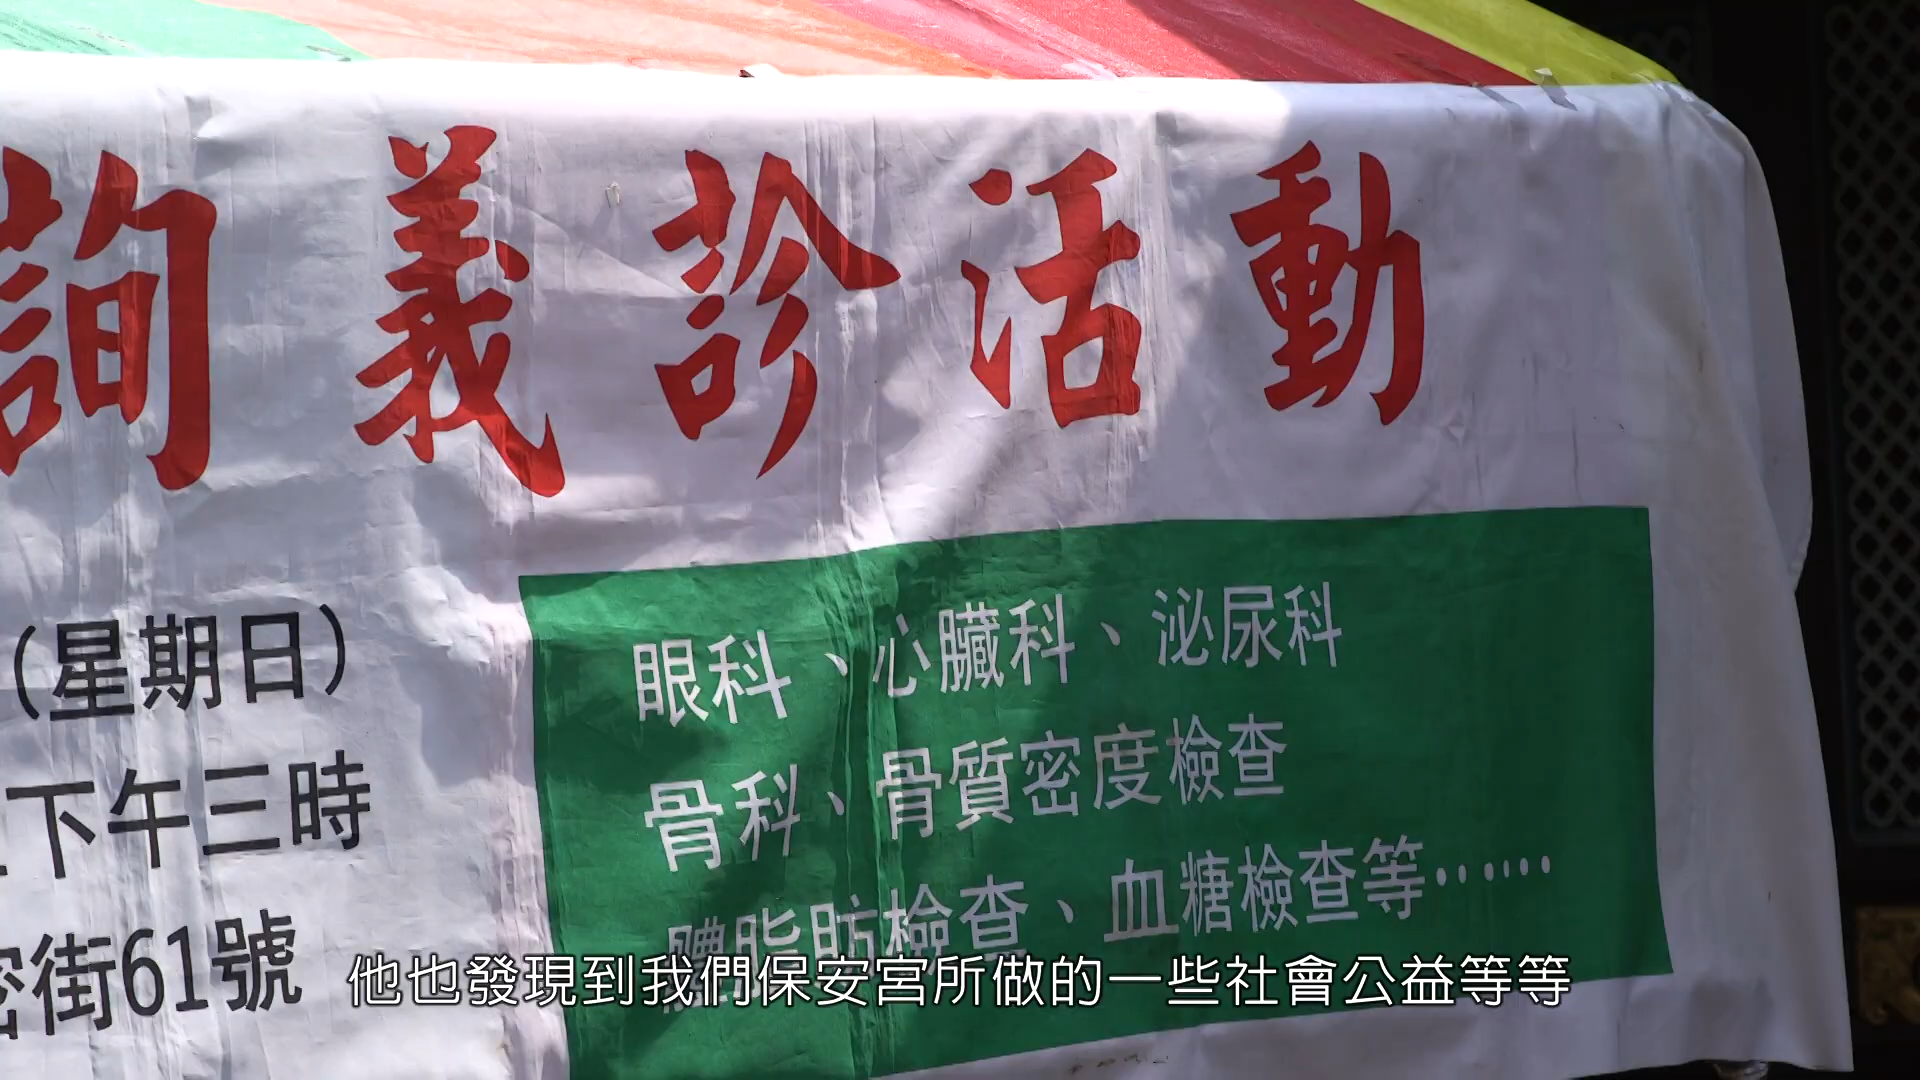 詢義診活動
(星期日)
下午三時
街61號
眼科、心臟科、泌尿科
骨科、骨質密度檢查
體脂肪檢查、血糖檢查等……
他也發現到我們保安宮所做的一些社會公益等等